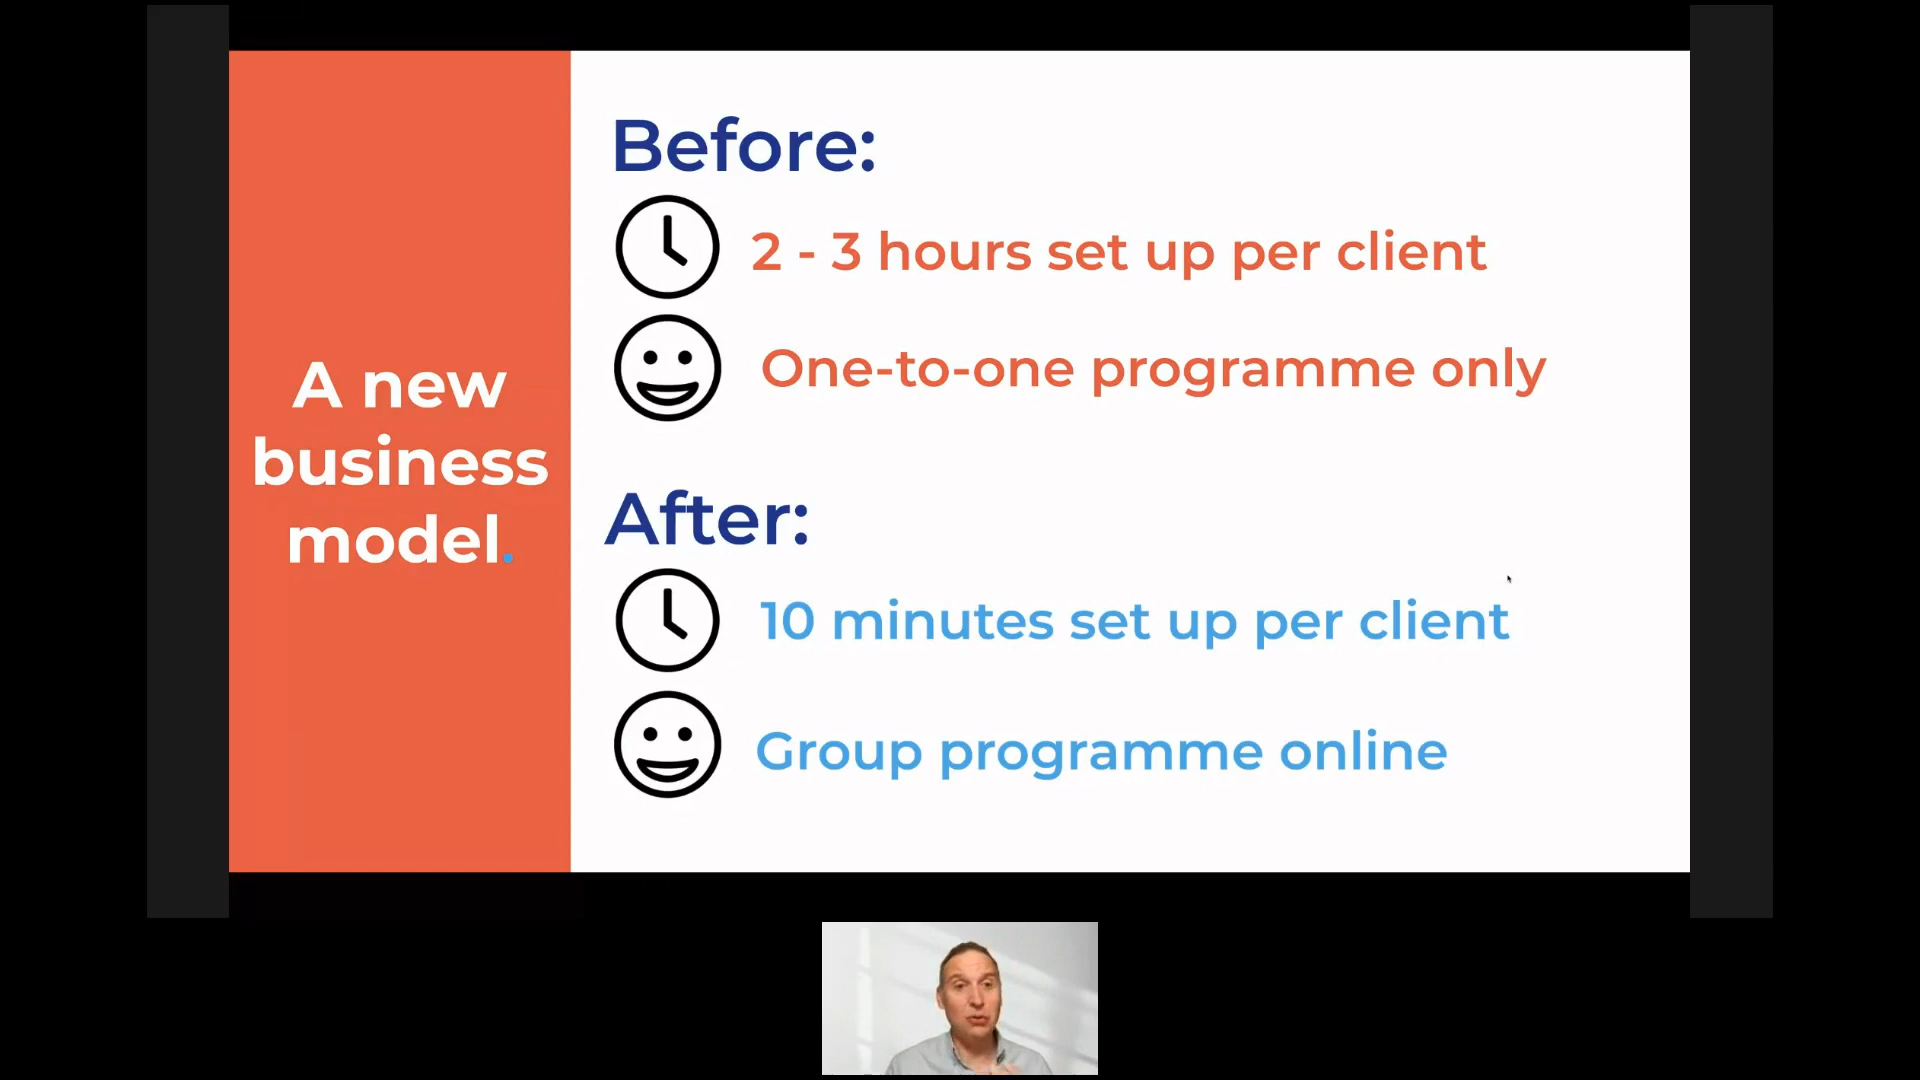 A new
business
model.
Before:
2 - 3 hours set up per client
One-to-one programme only
After:
10 minutes set up per client
Group programme online